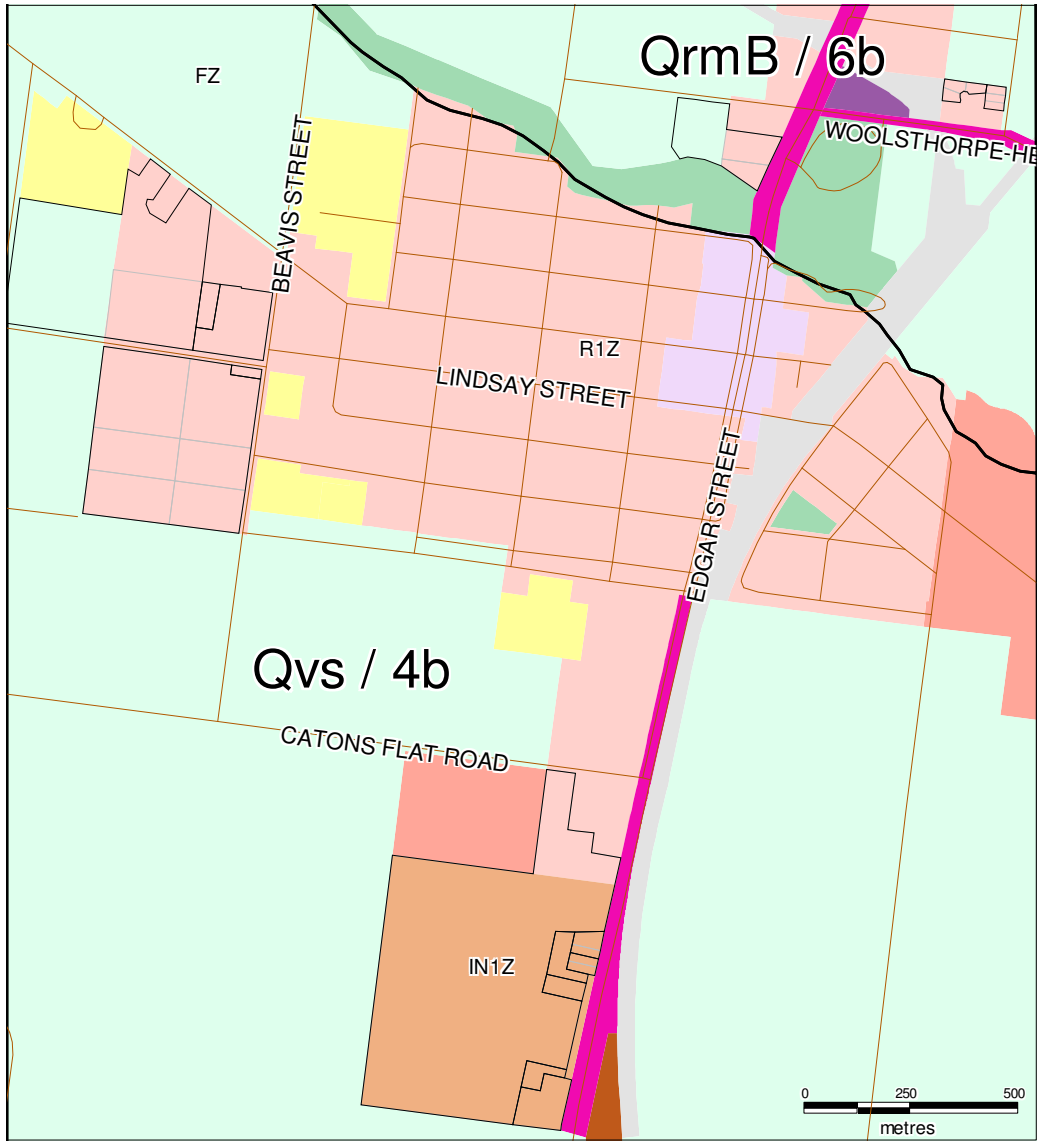 QrmB / 6b
FZ
WOOLSTHORPE-HE
BEAVIS STREET
R1Z
LINDSAY STREET
EDGAR STREET
Qvs / 4b
CATONS FLAT ROAD
IN1Z
0 250 500
metres